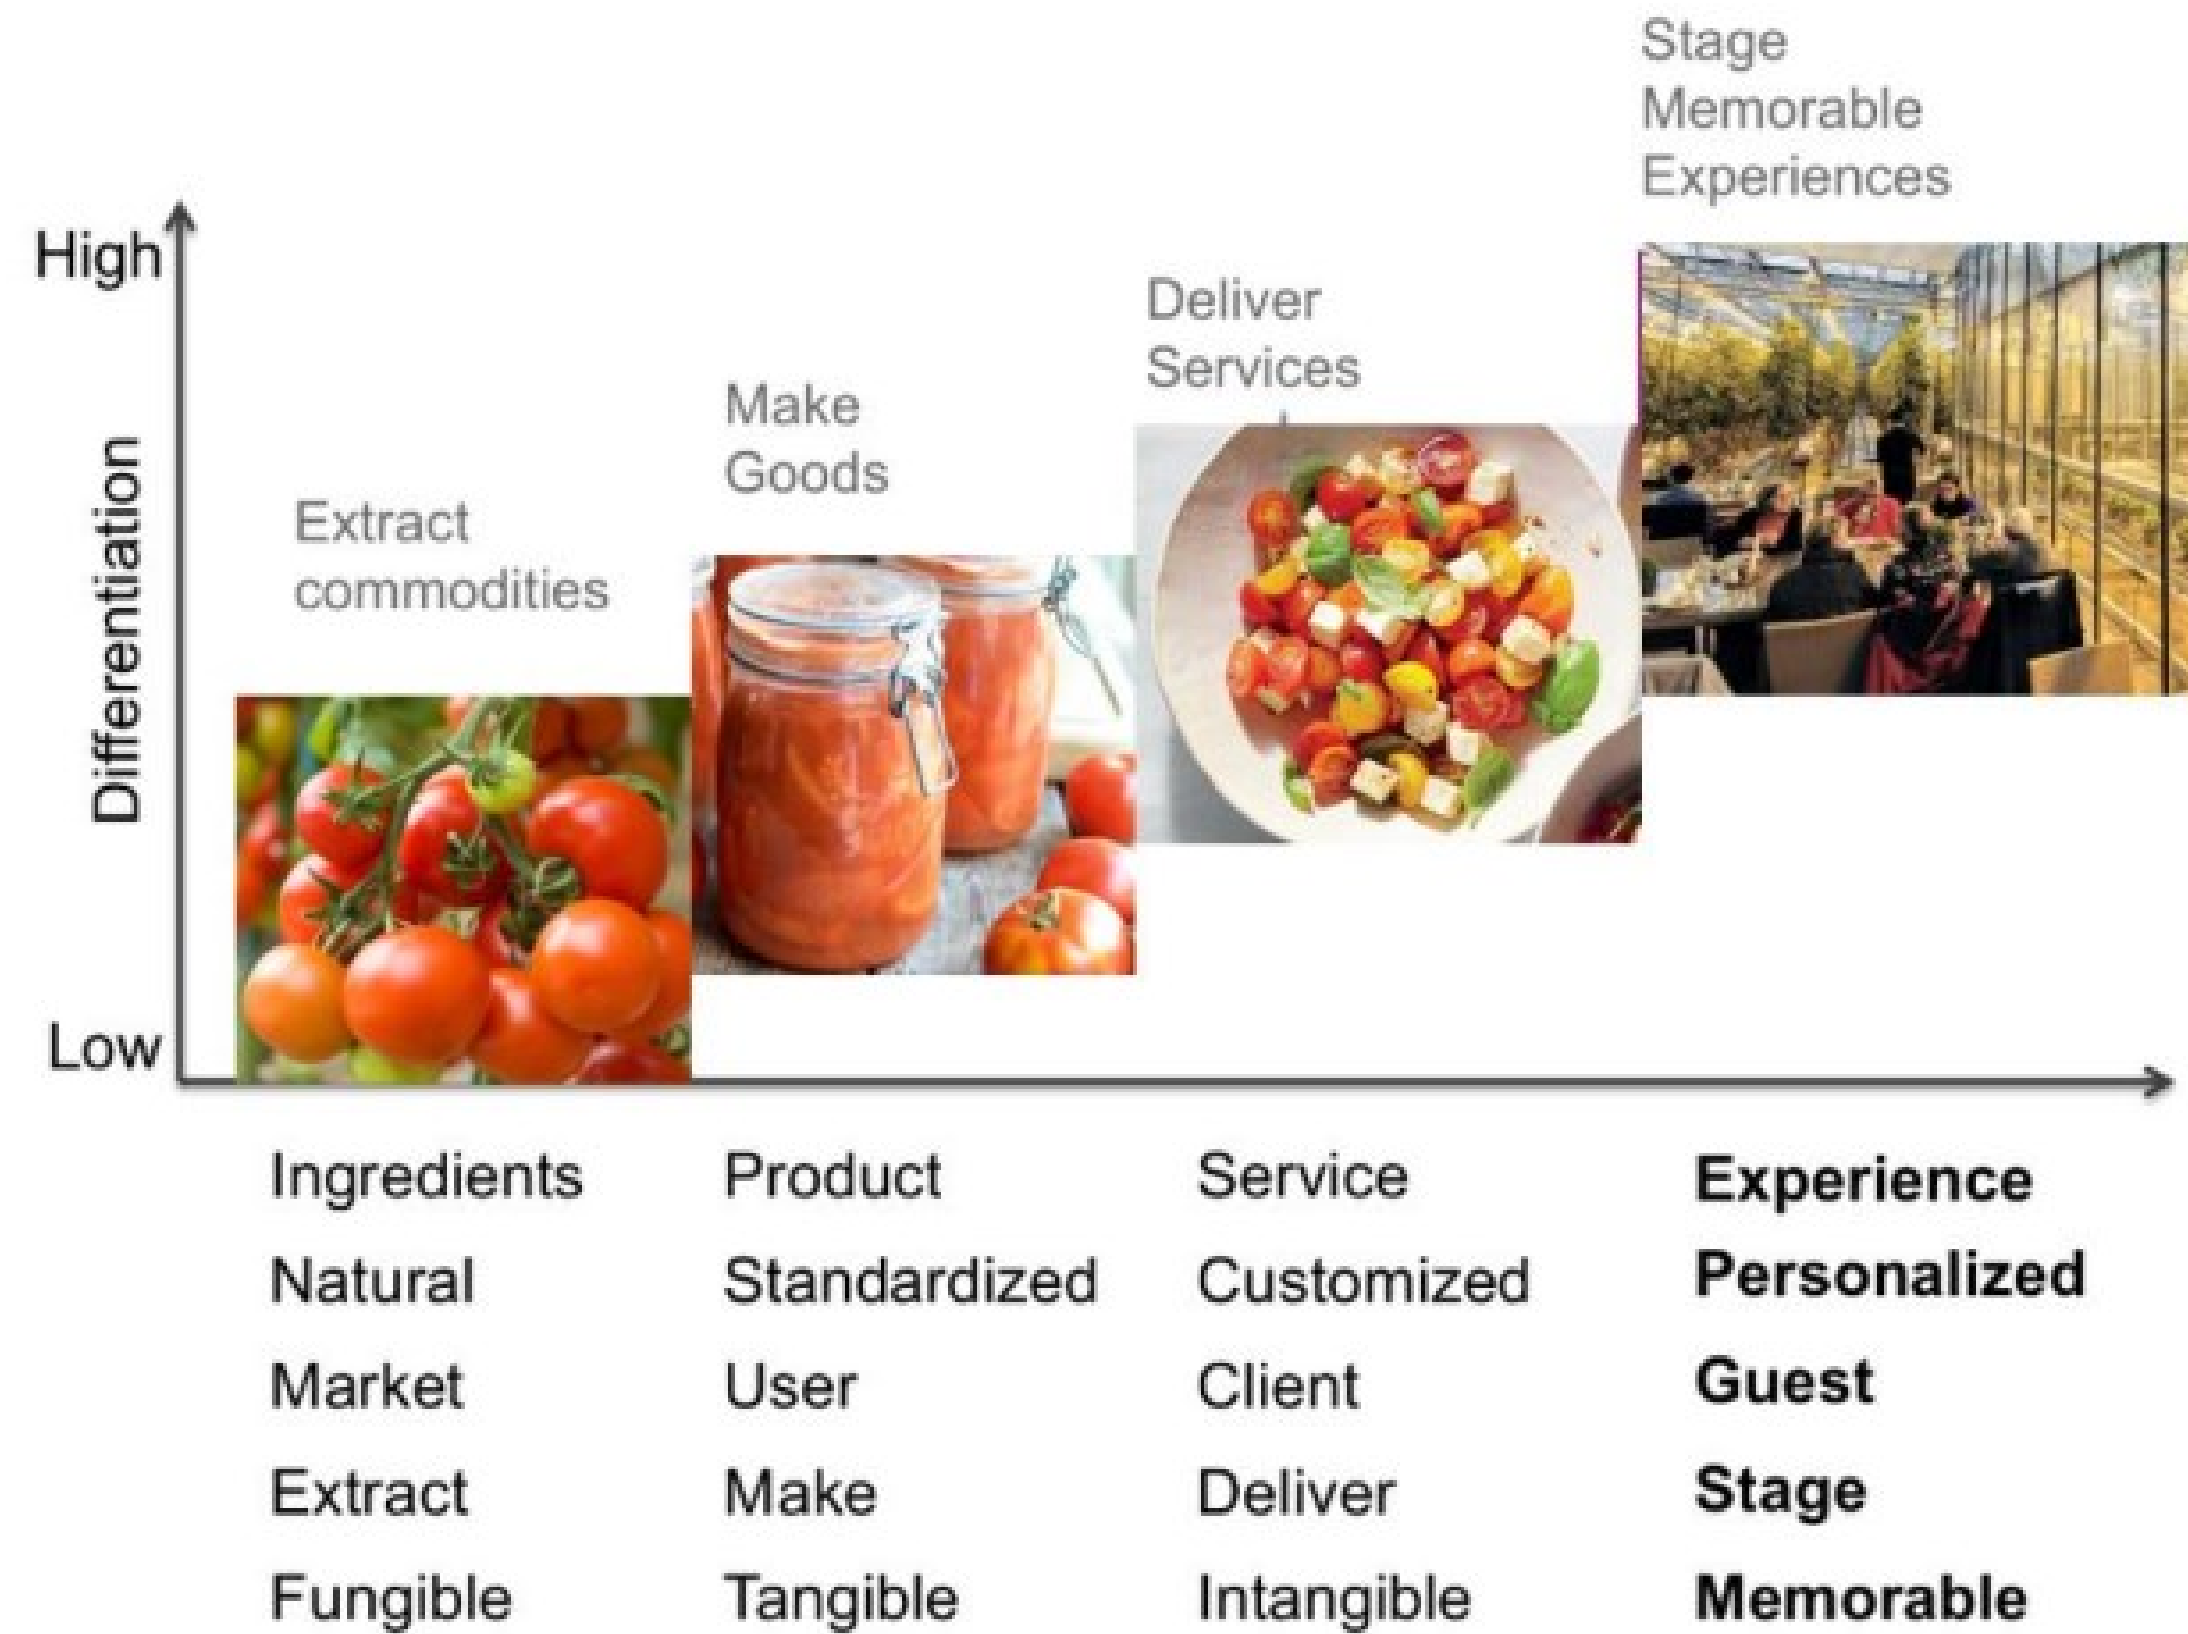 Stage
Memorable
Experiences
High
Deliver
Services
Make
Goods
Differentiation
Extract
commodities
Low
Ingredients Product Service Experience
Natural Standardized Customized Personalized
Market User Client Guest
Extract Make Deliver Stage
Fungible Tangible Intangible Memorable